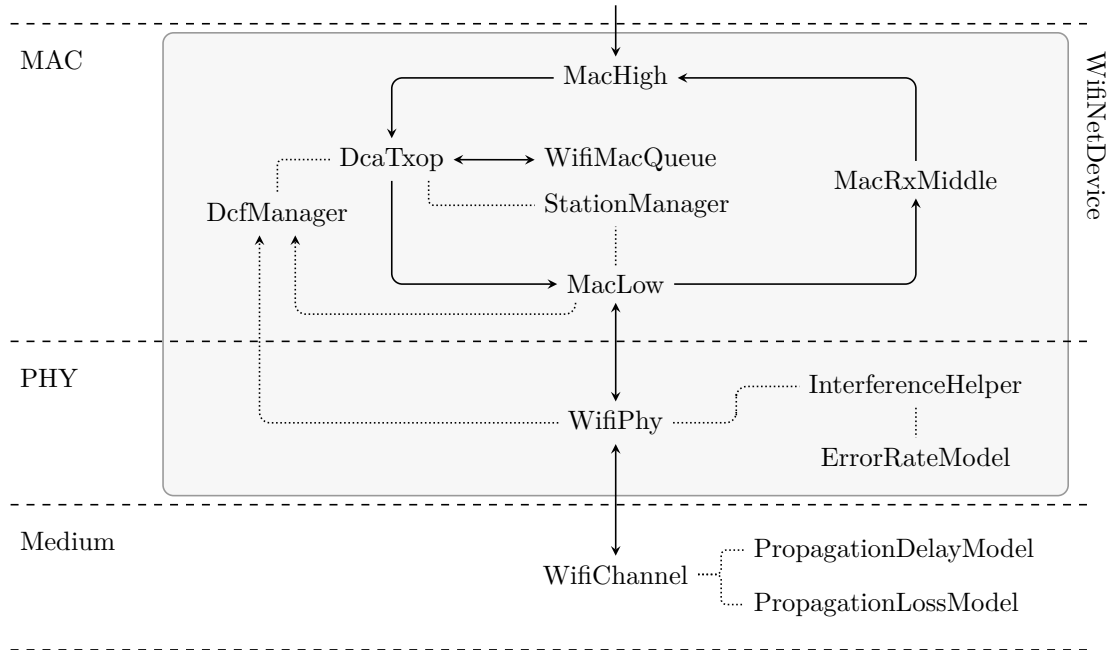 MAC
MacHigh
WifiNetDevice
DcaTxop
WifiMacQueue
MacRxMiddle
DcfManager
StationManager
MacLow
PHY
InterferenceHelper
WifiPhy
ErrorRateModel
Medium
PropagationDelayModel
WifiChannel
PropagationLossModel